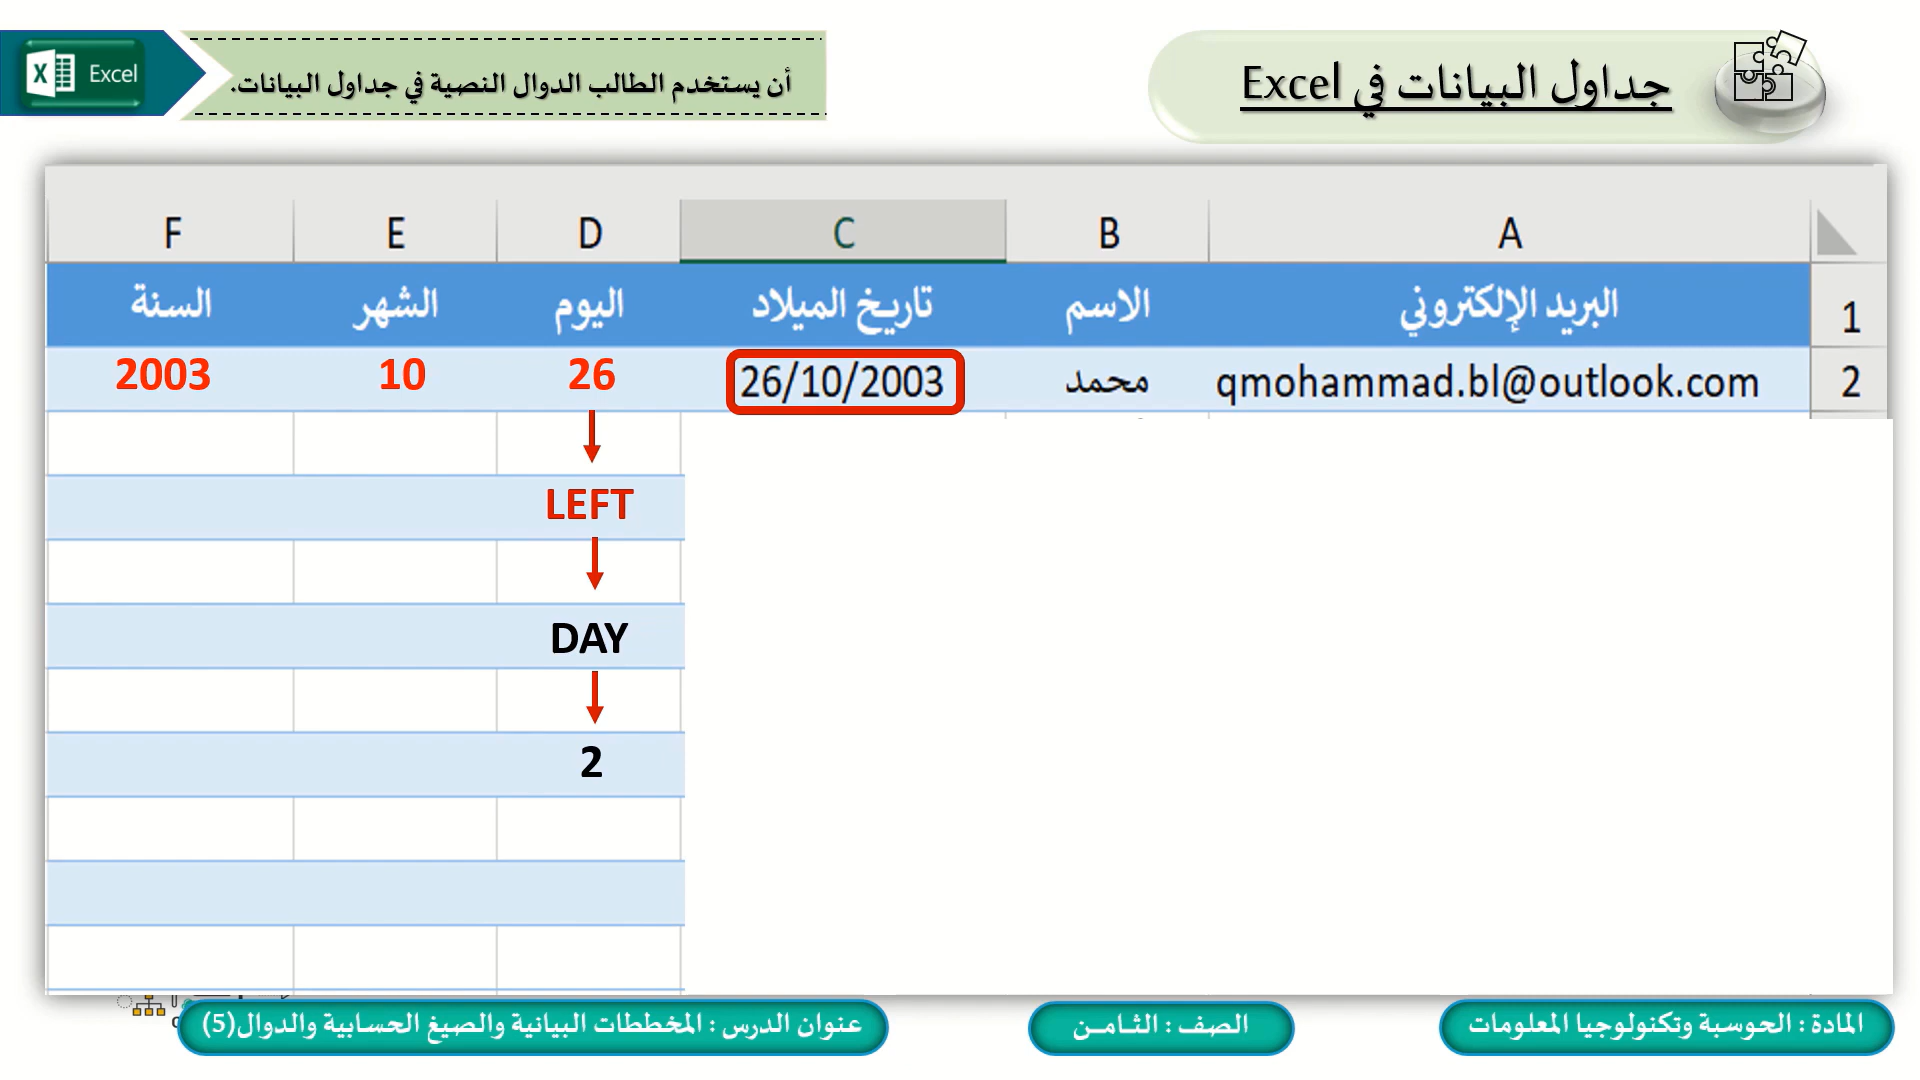 جداول البيانات في Excel
أن يستخدم الطالب الدوال النصية في جداول البيانات.
Excel
A B C D E F
1 البريد الإلكتروني الاسم تاريخ الميلاد اليوم الشهر السنة
2 qmohammad.bl@outlook.com محمد 26/10/2003 26 10 2003
LEFT
DAY
2
المادة : الحوسبة وتكنولوجيا المعلومات
الصف : الثامـن
عنوان الدرس : المخططات البيانية والصيغ الحسابية والدوال(5)